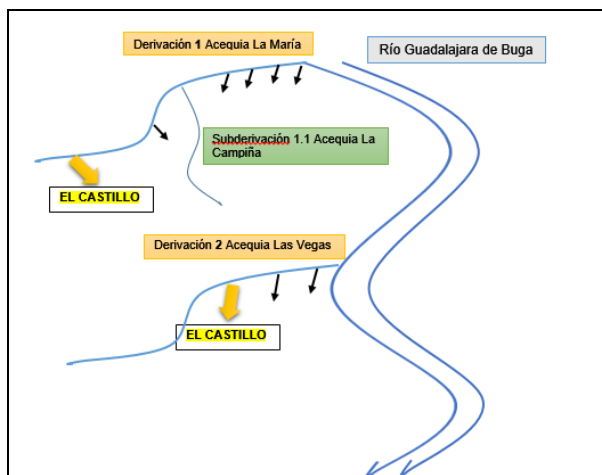 Derivación 1 Acequia La María
Río Guadalajara de Buga
Subderivación 1.1 Acequia La
Campiña
EL CASTILLO
Derivación 2 Acequia Las Vegas
EL CASTILLO